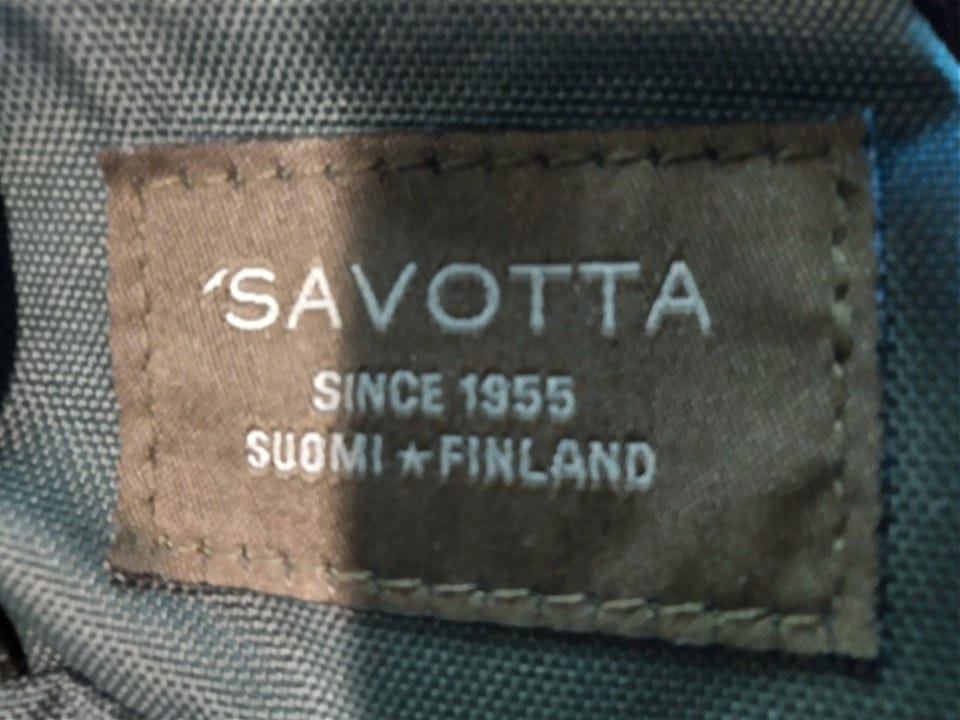 'SAVOTTA
SINCE 1955
SUOMI ★ FINLAND